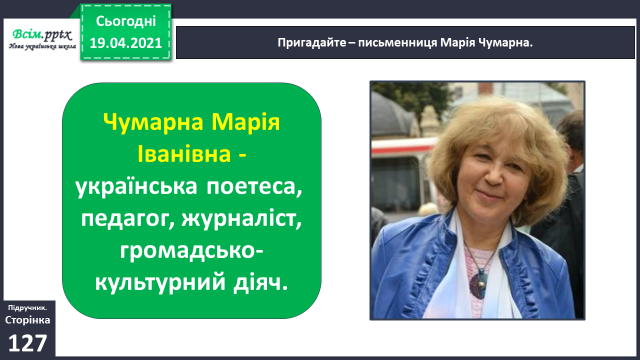 Всім.pptx
Нова українська школа
Сьогодні
19.04.2021
Пригадайте – письменниця Марія Чумарна.
Чумарна Марія
Іванівна -
українська поетеса,
педагог, журналіст,
громадсько-
культурний діяч.
Підручник.
Сторінка
127